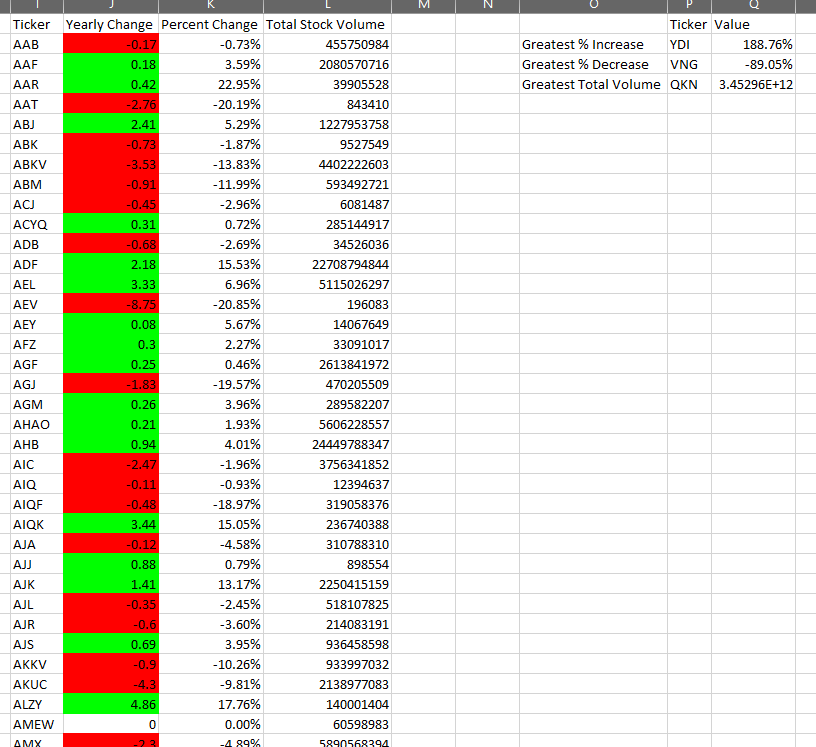 I J K L M N O P Q
Ticker Yearly Change Percent Change Total Stock Volume Ticker Value
AAB -0.17 -0.73% 455750984 Greatest % Increase YDI 188.76%
AAF 0.18 3.59% 2080570716 Greatest % Decrease VNG -89.05%
AAR 0.42 22.95% 39905528 Greatest Total Volume QKN 3.45296E+12
AAT -2.76 -20.19% 843410
ABJ 2.41 5.29% 1227953758
ABK -0.73 -1.87% 9527549
ABKV -3.53 -13.83% 4402222603
ABM -0.91 -11.99% 593492721
ACJ -0.45 -2.96% 6081487
ACYQ 0.31 0.72% 285144917
ADB -0.68 -2.69% 34526036
ADF 2.18 15.53% 22708794844
AEL 3.33 6.96% 5115026297
AEV -8.75 -20.85% 196083
AEY 0.08 5.67% 14067649
AFZ 0.3 2.27% 33091017
AGF 0.25 0.46% 2613841972
AGJ -1.83 -19.57% 470205509
AGM 0.26 3.96% 289582207
AHAO 0.21 1.93% 5606228557
AHB 0.94 4.01% 24449788347
AIC -2.47 -1.96% 3756341852
AIQ -0.11 -0.93% 12394637
AIQF -0.48 -18.97% 319058376
AIQK 3.44 15.05% 236740388
AJA -0.12 -4.58% 310788310
AJJ 0.88 0.79% 898554
AJK 1.41 13.17% 2250415159
AJL -0.35 -2.45% 518107825
AJR -0.6 -3.60% 214083191
AJS 0.69 3.95% 936458598
AKKV -0.9 -10.26% 933997032
AKUC -4.3 -9.81% 2138977083
ALZY 4.86 17.76% 140001404
AMEW 0 0.00% 60598983
AMX -2.3 -4.89% 5890568394